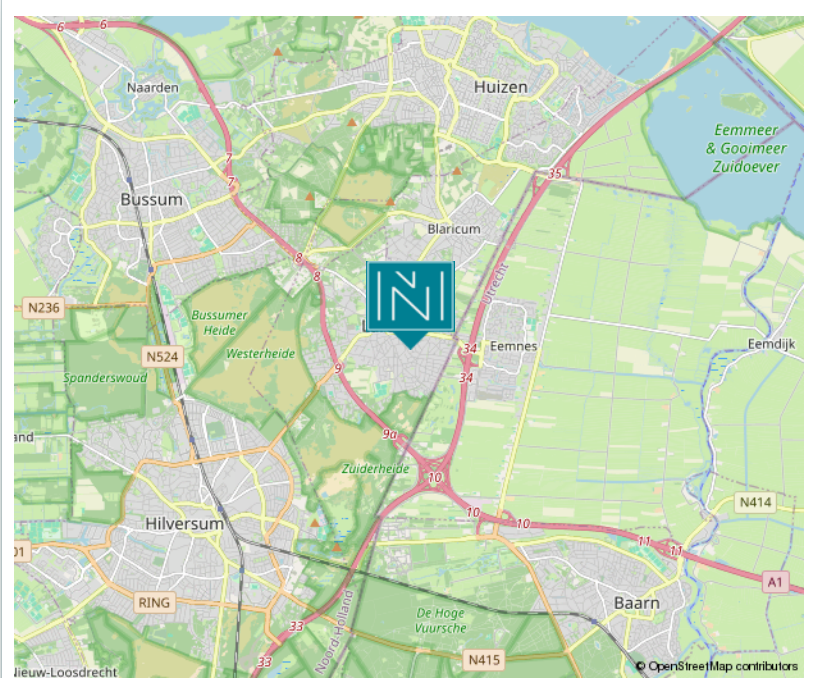 6
6
Naarden
Huizen
Eemmeer
& Gooimeer
Zuidoever
7
7
35
Bussum
Blaricum
8
8
Utrecht
N236
Bussumer
Heide
Westerheide
N524
34
34
Eemnes
Eemdijk
Spanderswoud
9
9a
Zuiderheide
10
Hilversum
10
10
N414
11
11
A1
RING
Baarn
33
33
Noord-Holland
De Hoge
Vuursche
N415
© OpenStreetMap contributors